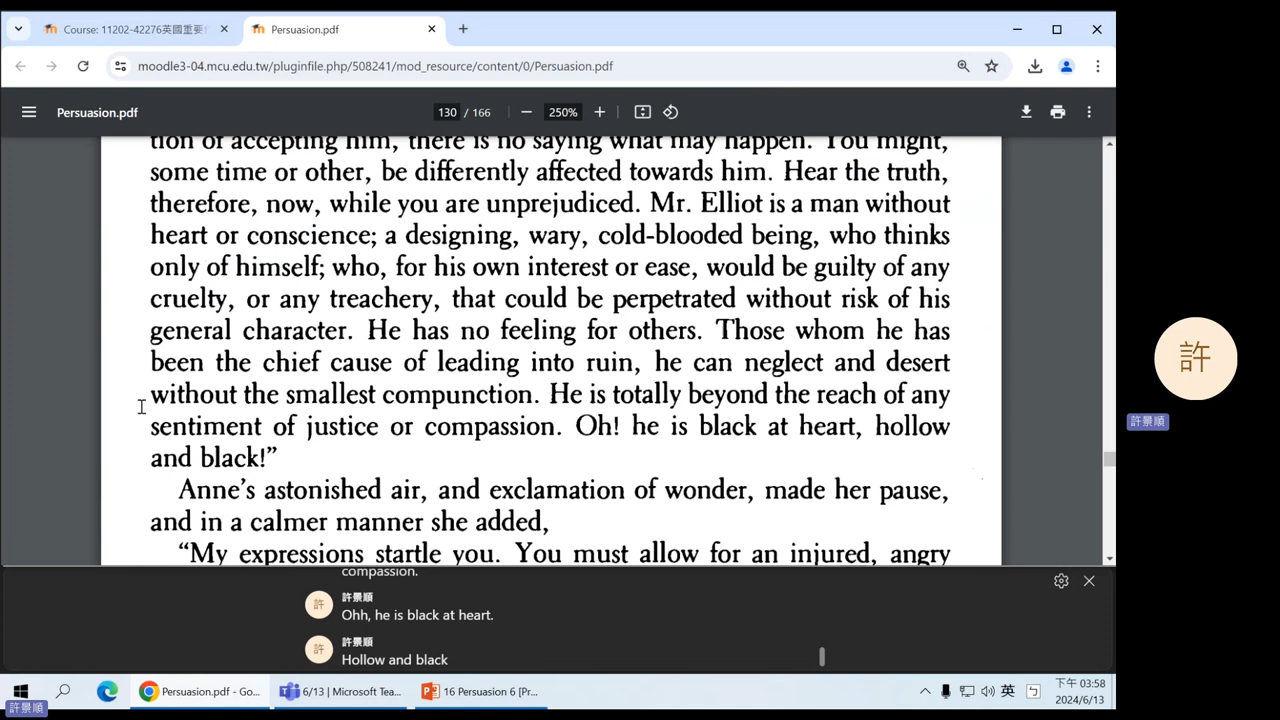 Course: 11202-42276英國重要
Persuasion.pdf
moodle3-04.mcu.edu.tw/pluginfile.php/508241/mod_resource/content/0/Persuasion.pdf
Persuasion.pdf
130 / 166
250%
tion of accepting him, there is no saying what may happen. You might,
some time or other, be differently affected towards him. Hear the truth,
therefore, now, while you are unprejudiced. Mr. Elliot is a man without
heart or conscience; a designing, wary, cold-blooded being, who thinks
only of himself; who, for his own interest or ease, would be guilty of any
cruelty, or any treachery, that could be perpetrated without risk of his
general character. He has no feeling for others. Those whom he has
been the chief cause of leading into ruin, he can neglect and desert
without the smallest compunction. He is totally beyond the reach of any
sentiment of justice or compassion. Oh! he is black at heart, hollow
and black!”
Anne’s astonished air, and exclamation of wonder, made her pause,
and in a calmer manner she added,
“My expressions startle you. You must allow for an injured, angry
compassion.
許
許景順
Ohh, he is black at heart.
許
許景順
Hollow and black
許
許景順
Persuasion.pdf - Go...
6/13 | Microsoft Tea...
16 Persuasion 6 [Pr...
英
ㄅ
下午 03:58
2024/6/13
許景順